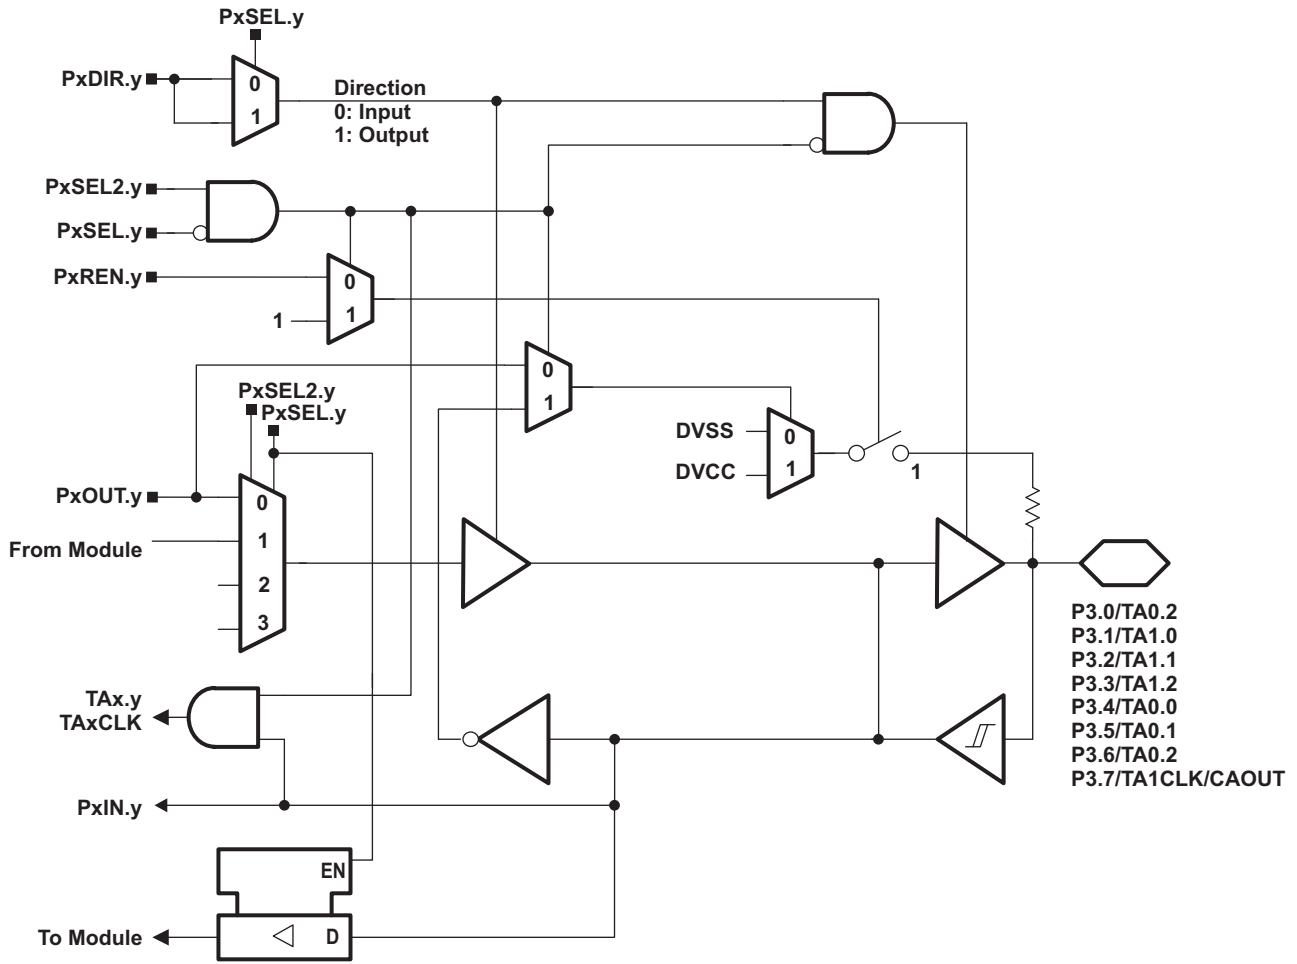 PxSEL.y
PxDIR.y
0
1
Direction
0: Input
1: Output
PxSEL2.y
PxSEL.y
PxREN.y
0
1
1
0
1
PxSEL2.y
PxSEL.y
DVSS
DVCC
0
1
1
PxOUT.y
From Module
0
1
2
3
P3.0/TA0.2
P3.1/TA1.0
P3.2/TA1.1
P3.3/TA1.2
P3.4/TA0.0
P3.5/TA0.1
P3.6/TA0.2
P3.7/TA1CLK/CAOUT
TAx.y
TAxCLK
PxIN.y
EN
D
To Module